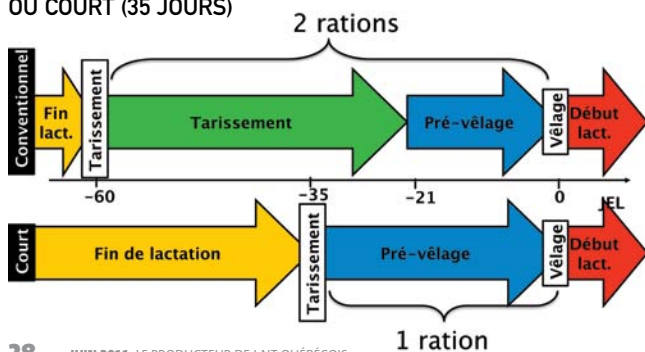 OU COURT (35 JOURS)
2 rations
Conventionnel
Fin
lact.
Tarissement
Tarissement
Pré-vêlage
Vêlage
Début
lact.
-60
-35
-21
0
JEL
Court
Fin de lactation
Tarissement
Pré-vêlage
Vêlage
Début
lact.
1 ration